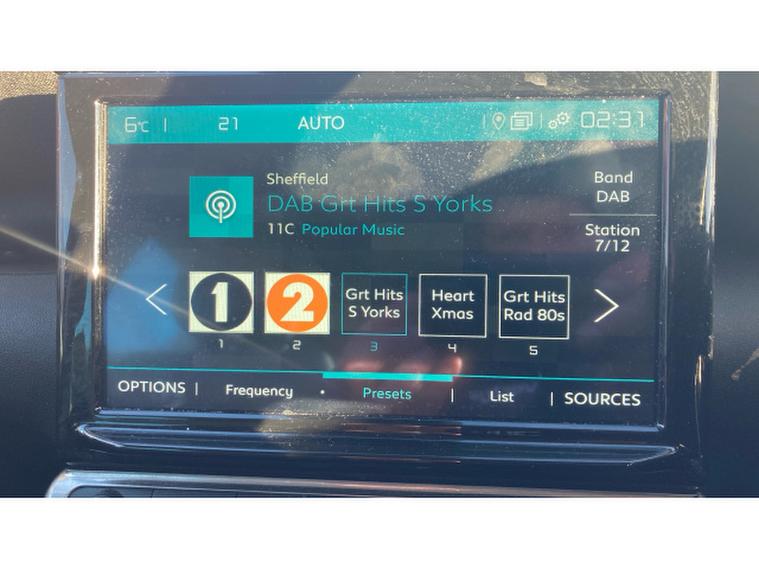 6°C | 21 AUTO 02:31
Sheffield
DAB Grt Hits S Yorks
11C Popular Music
Band
DAB
Station
7/12
1
2
Grt Hits
S Yorks
Heart
Xmas
Grt Hits
Rad 80s
1 2 3 4 5
OPTIONS | Frequency • Presets | List | SOURCES